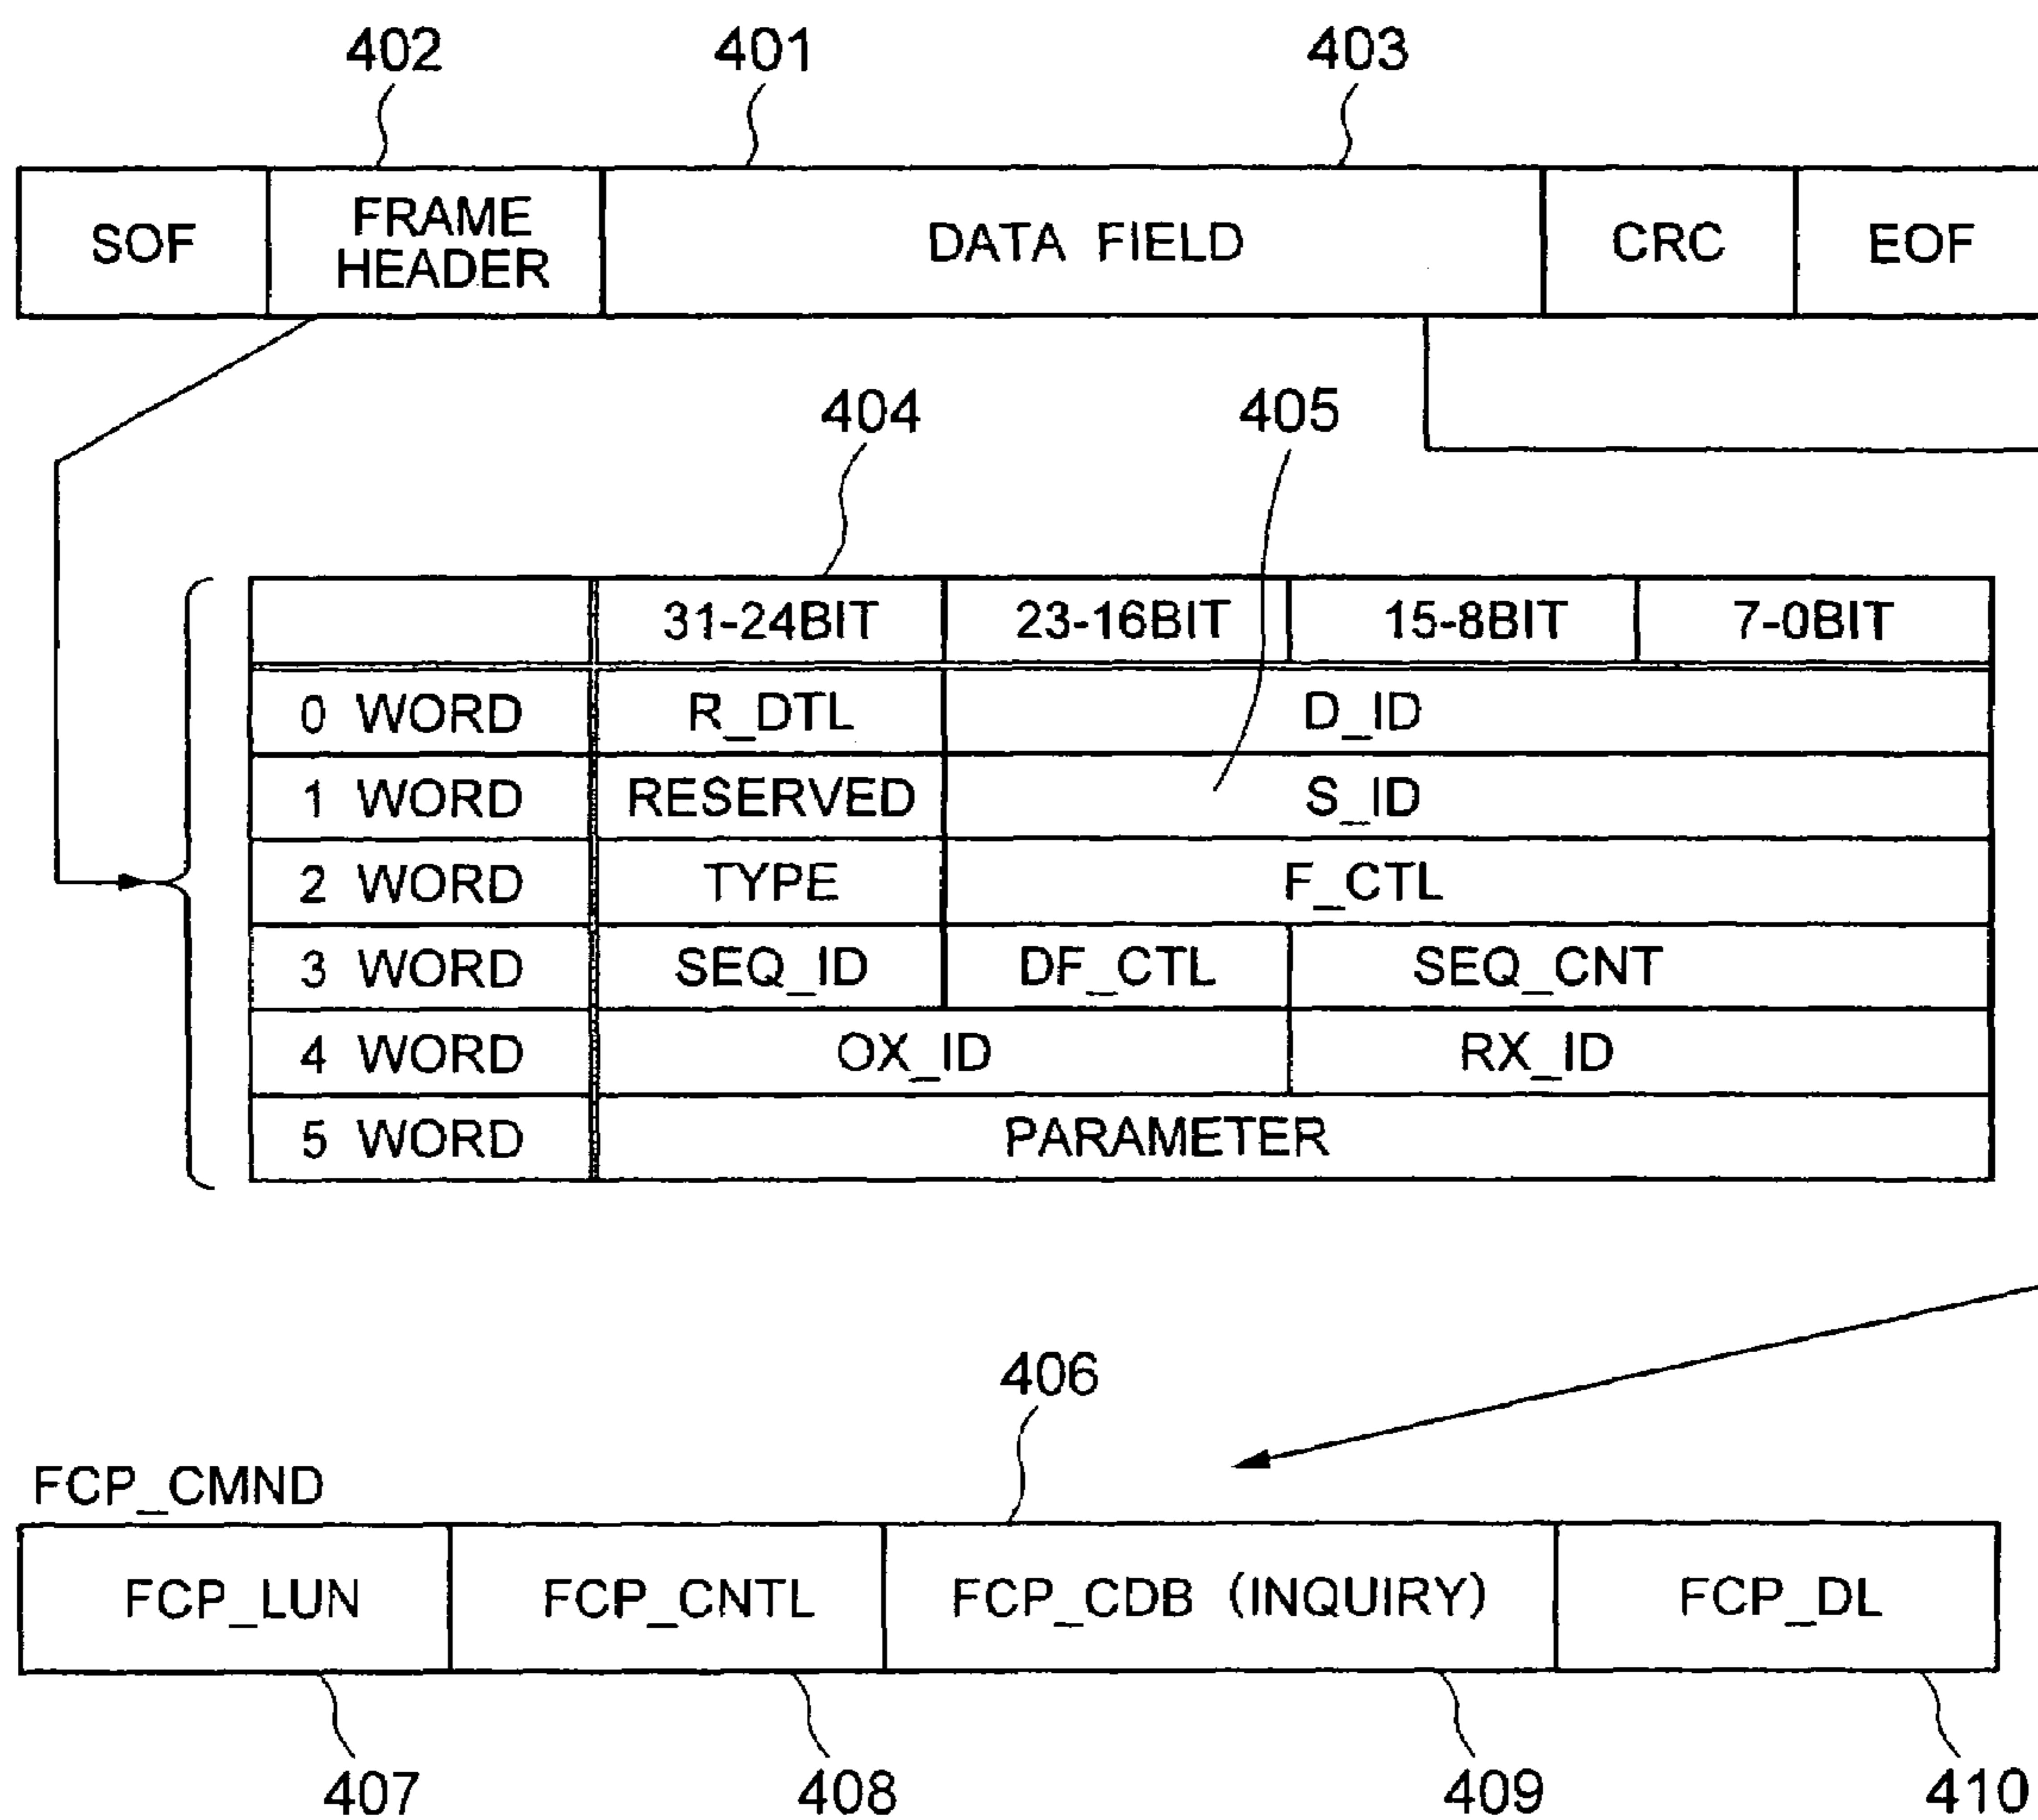 402 401 403
SOF FRAME HEADER DATA FIELD CRC EOF
404 405
31-24BIT 23-16BIT 15-8BIT 7-0BIT
0 WORD R_DTL D_ID
1 WORD RESERVED S_ID
2 WORD TYPE F_CTL
3 WORD SEQ_ID DF_CTL SEQ_CNT
4 WORD OX_ID RX_ID
5 WORD PARAMETER
406
FCP_CMND
FCP_LUN FCP_CNTL FCP_CDB (INQUIRY) FCP_DL
407 408 409 410